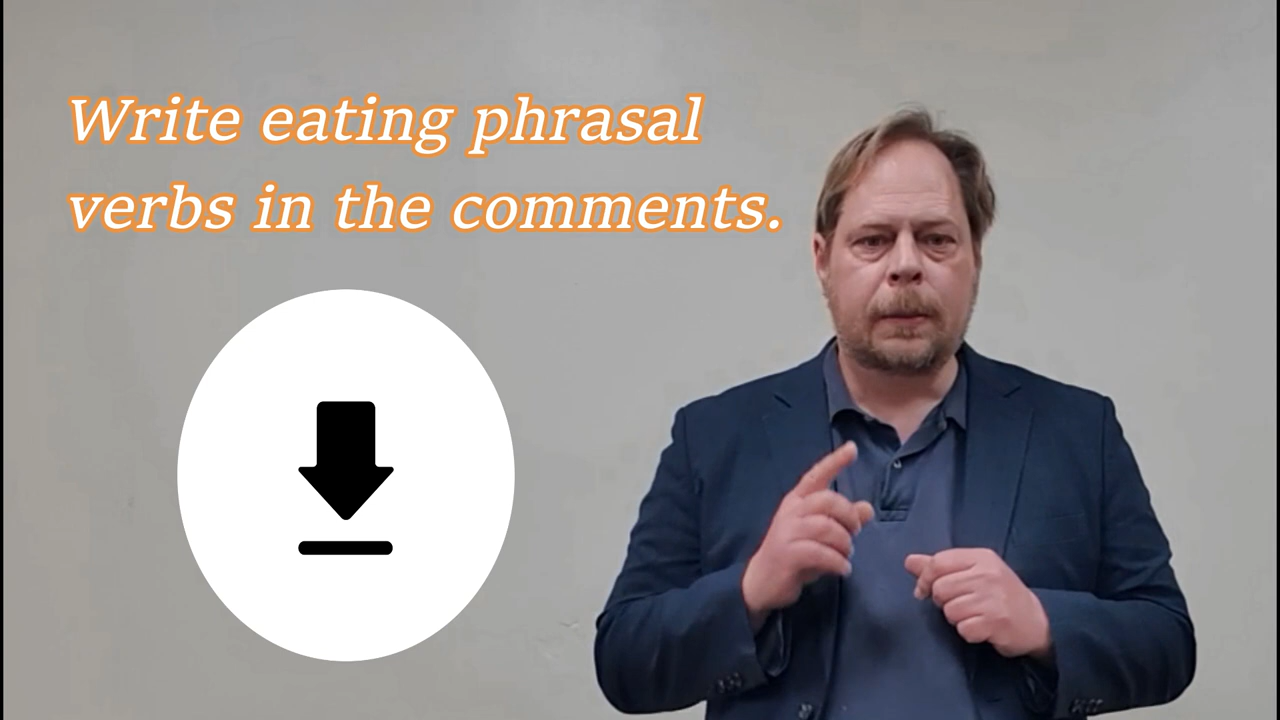 Write eating phrasal
verbs in the comments.